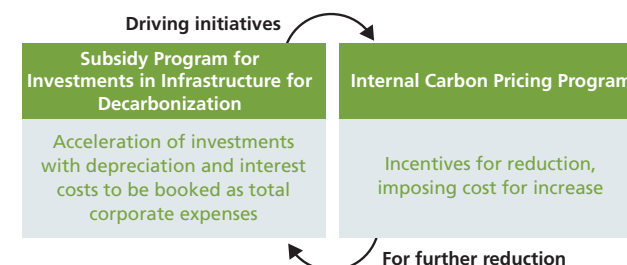 Driving initiatives
Subsidy Program for
Investments in Infrastructure for
Decarbonization
Internal Carbon Pricing Program
Acceleration of investments
with depreciation and interest
costs to be booked as total
corporate expenses
Incentives for reduction,
imposing cost for increase
For further reduction